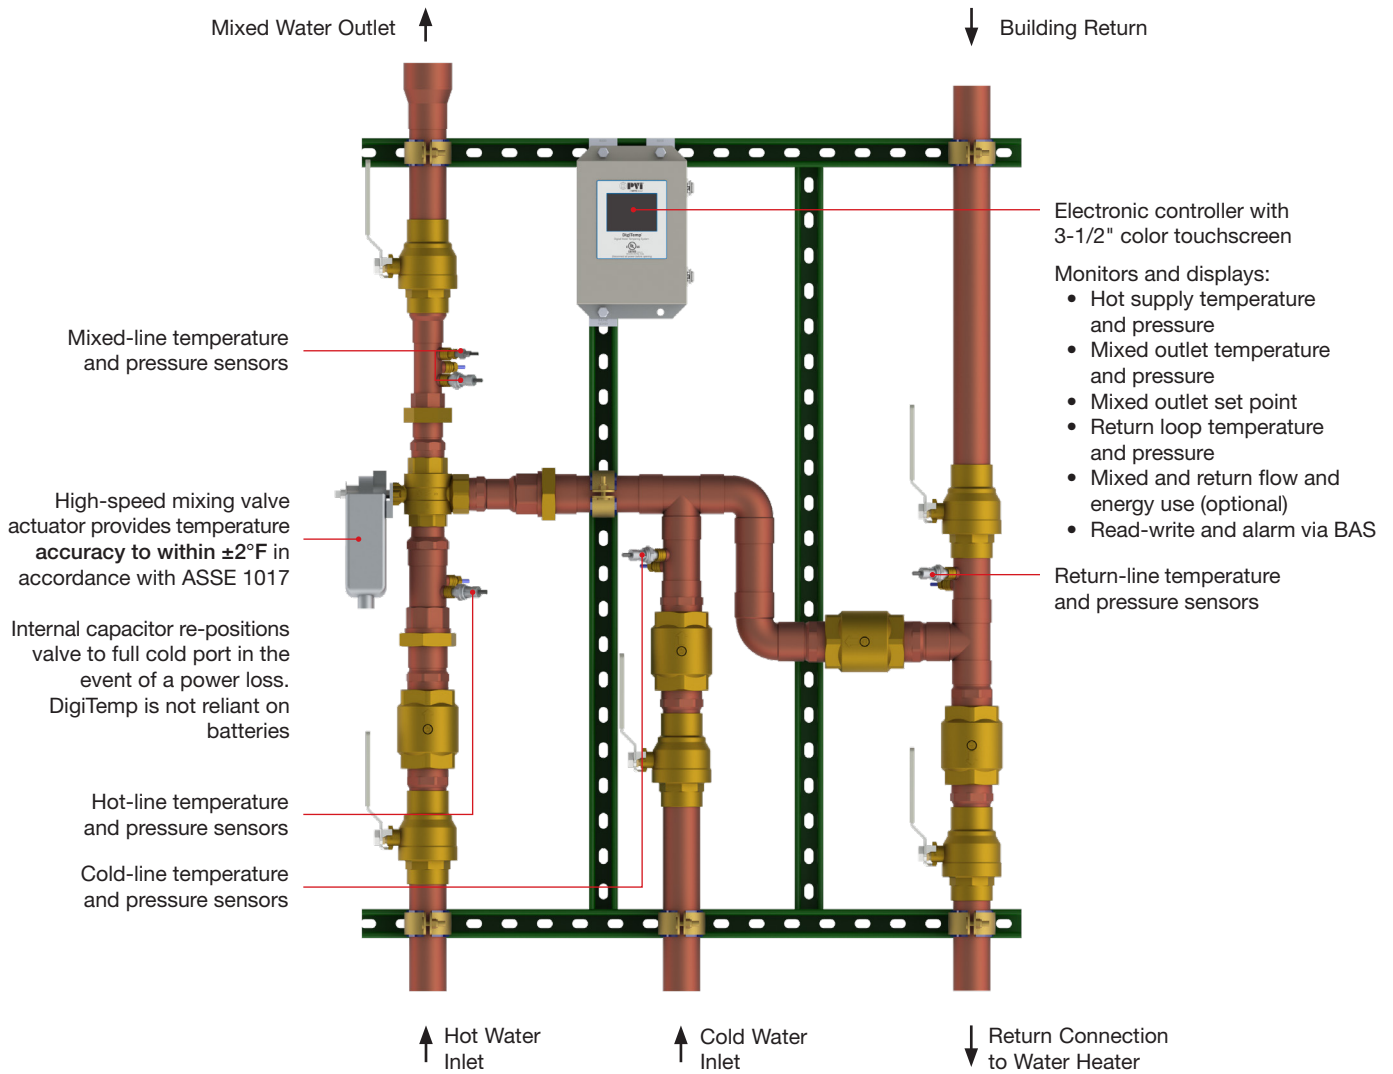 Mixed Water Outlet
Building Return
PVI
DigiTemp
Electronic controller with
3-1/2" color touchscreen
Monitors and displays:
• Hot supply temperature
and pressure
• Mixed outlet temperature
and pressure
• Mixed outlet set point
• Return loop temperature
and pressure
• Mixed and return flow and
energy use (optional)
• Read-write and alarm via BAS
Mixed-line temperature
and pressure sensors
High-speed mixing valve
actuator provides temperature
accuracy to within ±2°F in
accordance with ASSE 1017
Return-line temperature
and pressure sensors
Internal capacitor re-positions
valve to full cold port in the
event of a power loss.
DigiTemp is not reliant on
batteries
Hot-line temperature
and pressure sensors
Cold-line temperature
and pressure sensors
Hot Water
Inlet
Cold Water
Inlet
Return Connection
to Water Heater